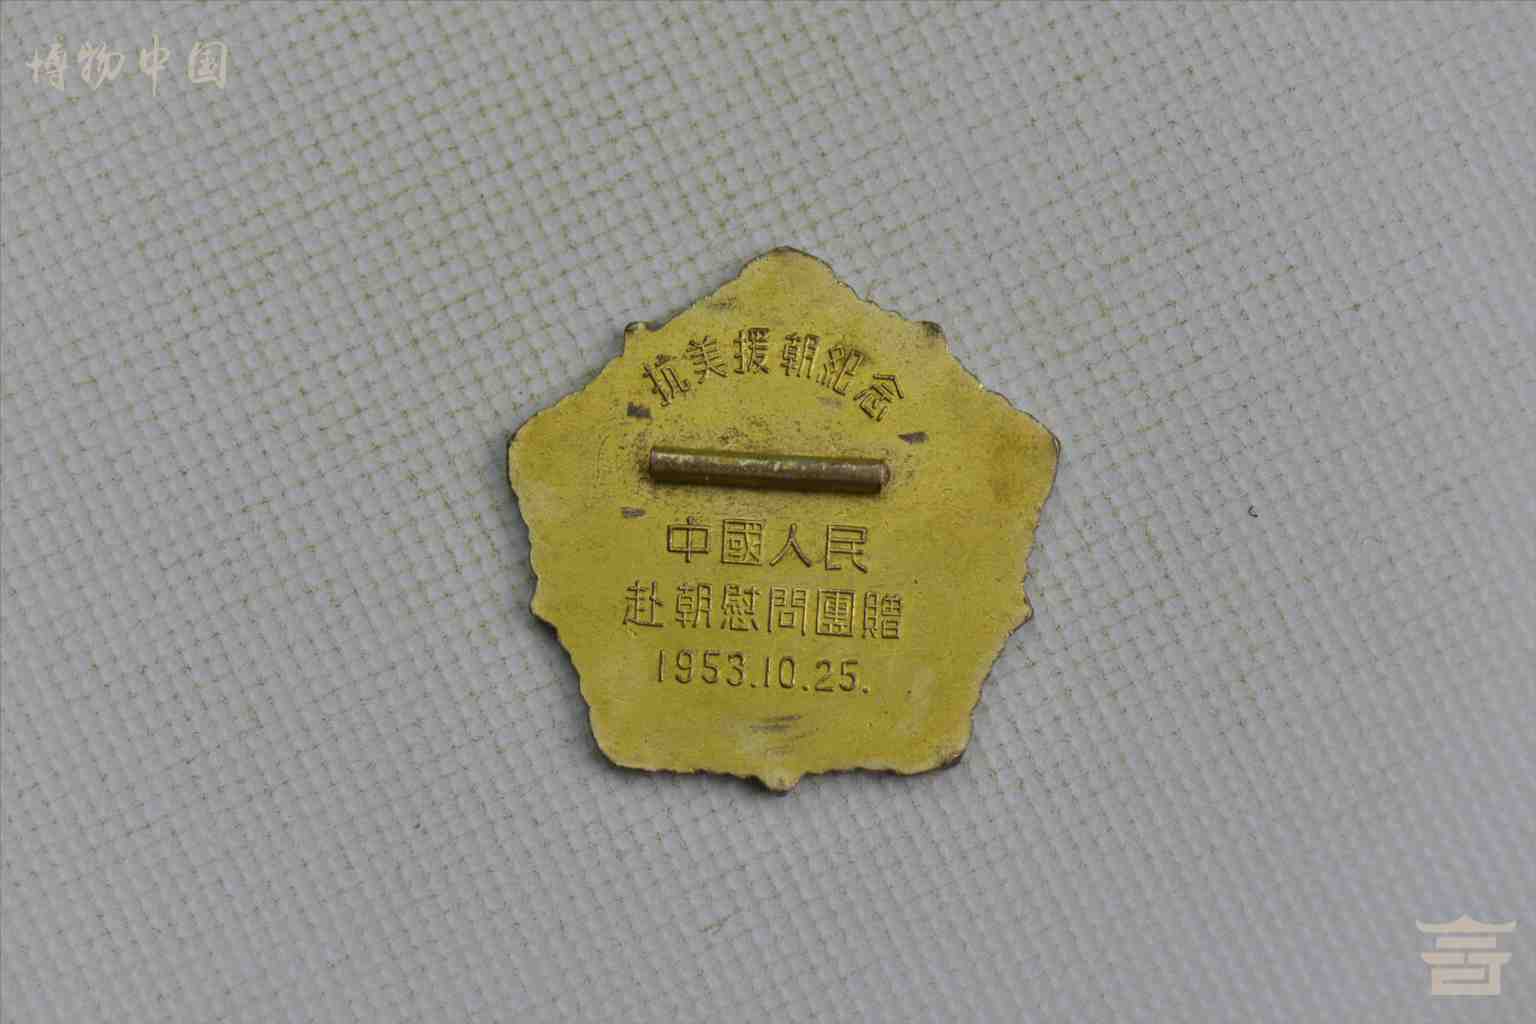 博物中国
抗美援朝纪念
中國人民
赴朝慰問團贈
1953.10.25.